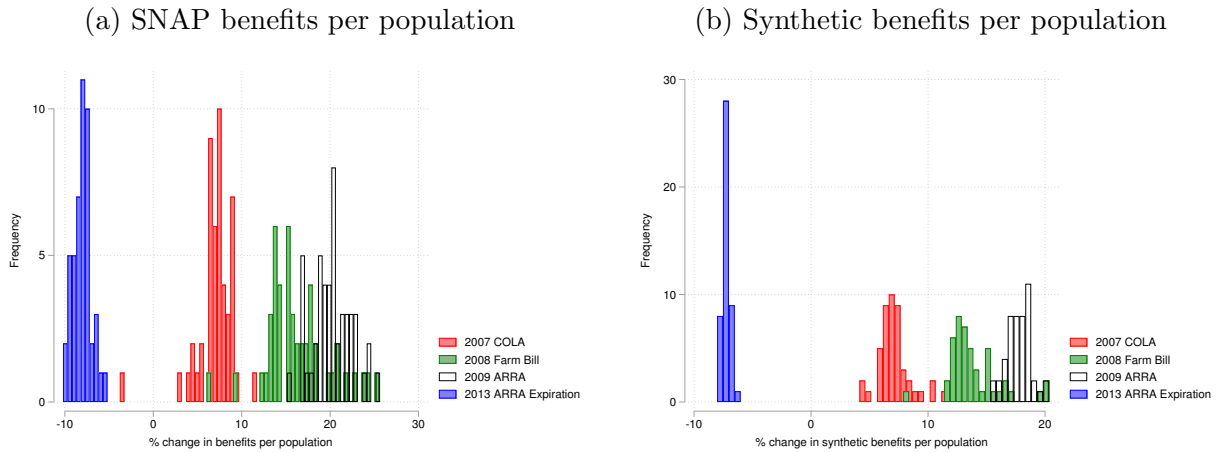 (a) SNAP benefits per population
10
5
0
Frequency
-10 0 10 20 30
% change in benefits per population
2007 COLA
2008 Farm Bill
2009 ARRA
2013 ARRA Expiration
(b) Synthetic benefits per population
30
20
10
0
Frequency
-10 0 10 20
% change in synthetic benefits per population
2007 COLA
2008 Farm Bill
2009 ARRA
2013 ARRA Expiration